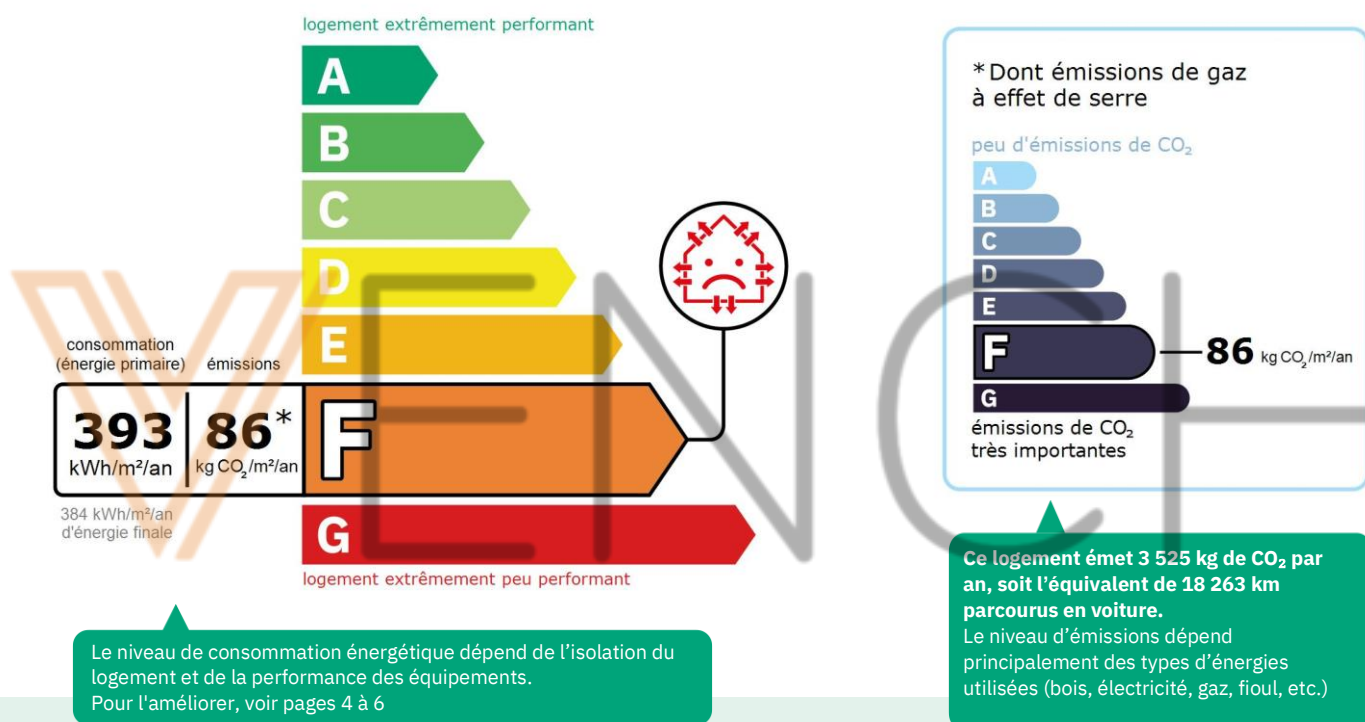 logement extrêmement performant
A
B
C
D
E
consommation
(énergie primaire)
émissions
393
kWh/m²/an
86*
kg CO₂/m²/an
F
384 kWh/m²/an
d'énergie finale
G
logement extrêmement peu performant
Le niveau de consommation énergétique dépend de l’isolation du
logement et de la performance des équipements.
Pour l'améliorer, voir pages 4 à 6
*Dont émissions de gaz
à effet de serre
peu d'émissions de CO₂
A
B
C
D
E
F
86 kg CO₂/m²/an
G
émissions de CO₂
très importantes
Ce logement émet 3 525 kg de CO₂ par
an, soit l’équivalent de 18 263 km
parcourus en voiture.
Le niveau d’émissions dépend
principalement des types d’énergies
utilisées (bois, électricité, gaz, fioul, etc.)
VENCH